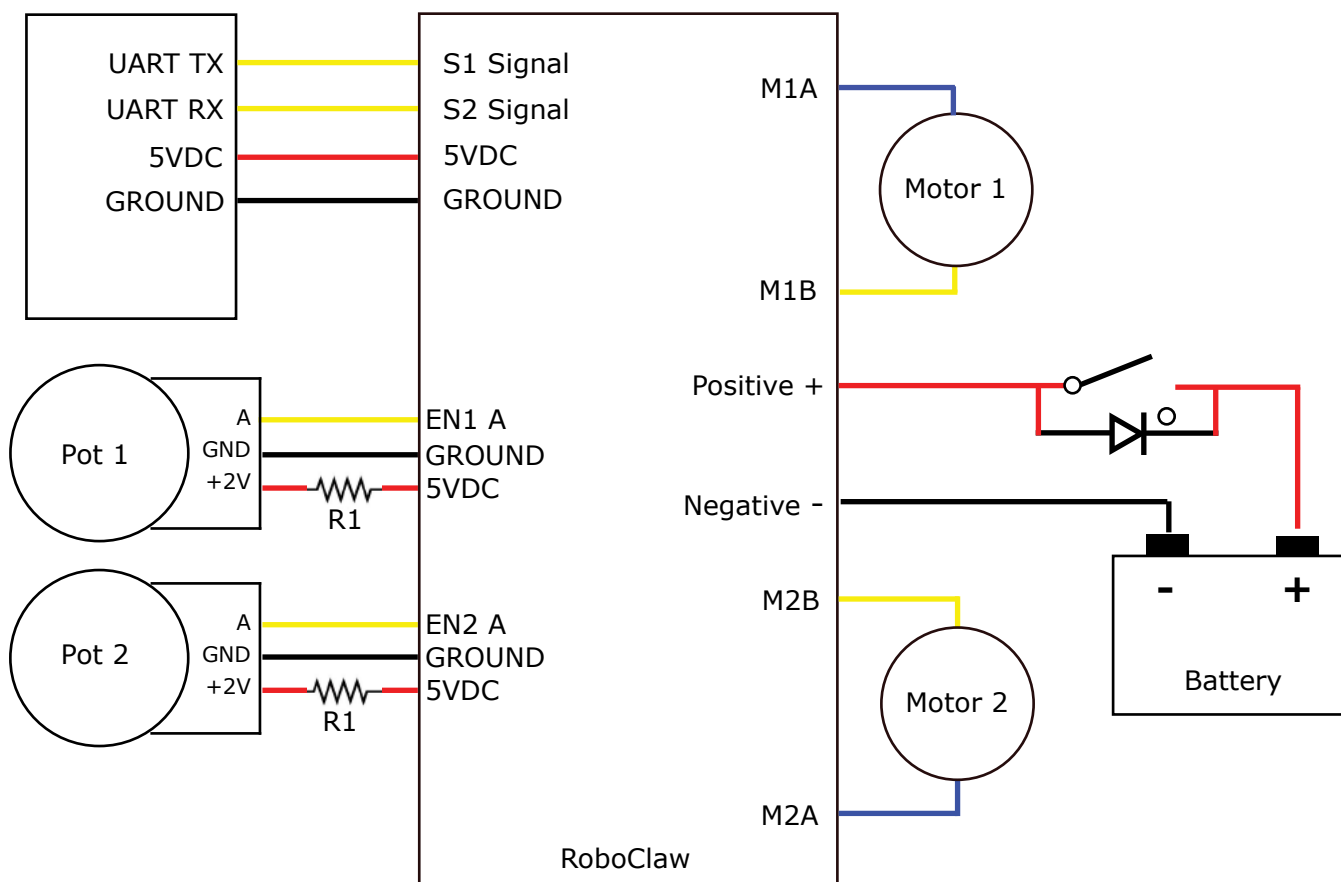 UART TX
UART RX
5VDC
GROUND
S1 Signal
S2 Signal
5VDC
GROUND
M1A
Motor 1
M1B
Pot 1
A
GND
+2V
R1
EN1 A
GROUND
5VDC
Positive +
Negative -
Pot 2
A
GND
+2V
R1
EN2 A
GROUND
5VDC
M2B
Motor 2
M2A
- +
Battery
RoboClaw